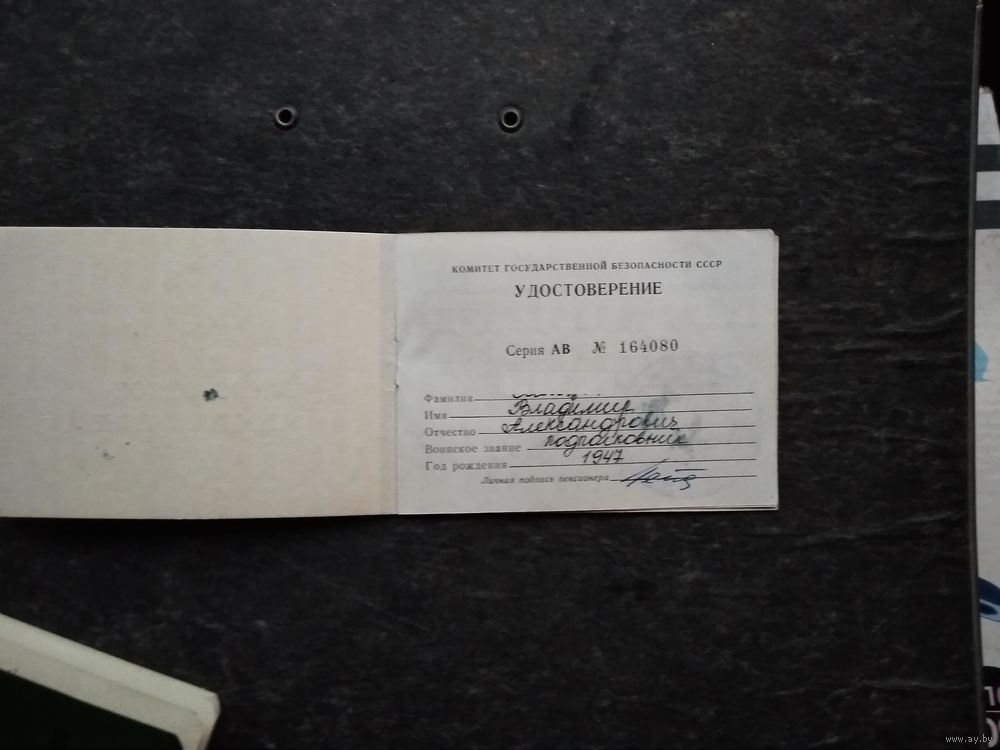 КОМИТЕТ ГОСУДАРСТВЕННОЙ БЕЗОПАСНОСТИ СССР
УДОСТОВЕРЕНИЕ
Серия АВ № 164080
Фамилия
Имя Владимир
Отчество Александрович
Воинское звание подполковник
Год рождения 1947
Личная подпись пенсионера
www.ay.by